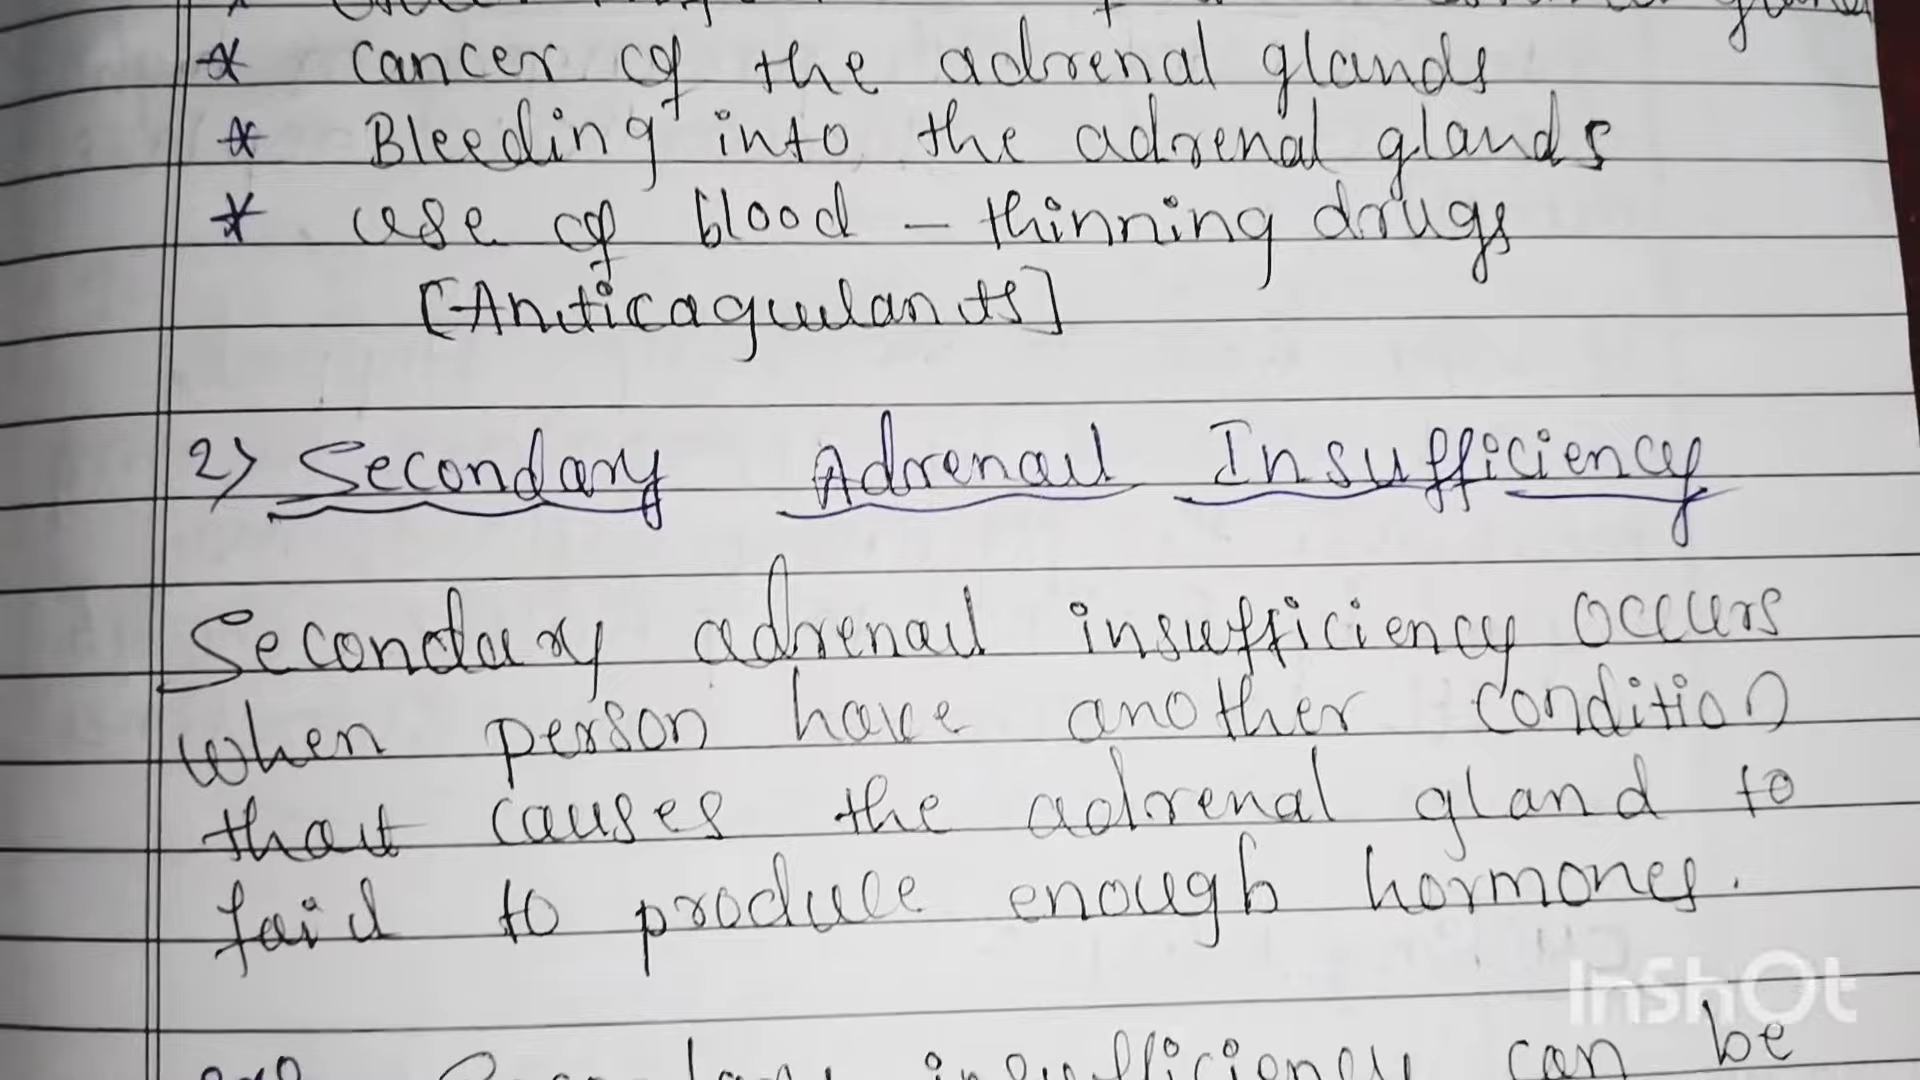 * Cancer of the adrenal glands
* Bleeding into the adrenal glands
* Use of blood - thinning drugs
[Anticagulants]
2) Secondary Adrenal Insufficiency
Secondary adrenal insufficiency occurs
when person have another condition
that causes the adrenal gland to
fail to produce enough hormones.
insufficiency can be
InShOt